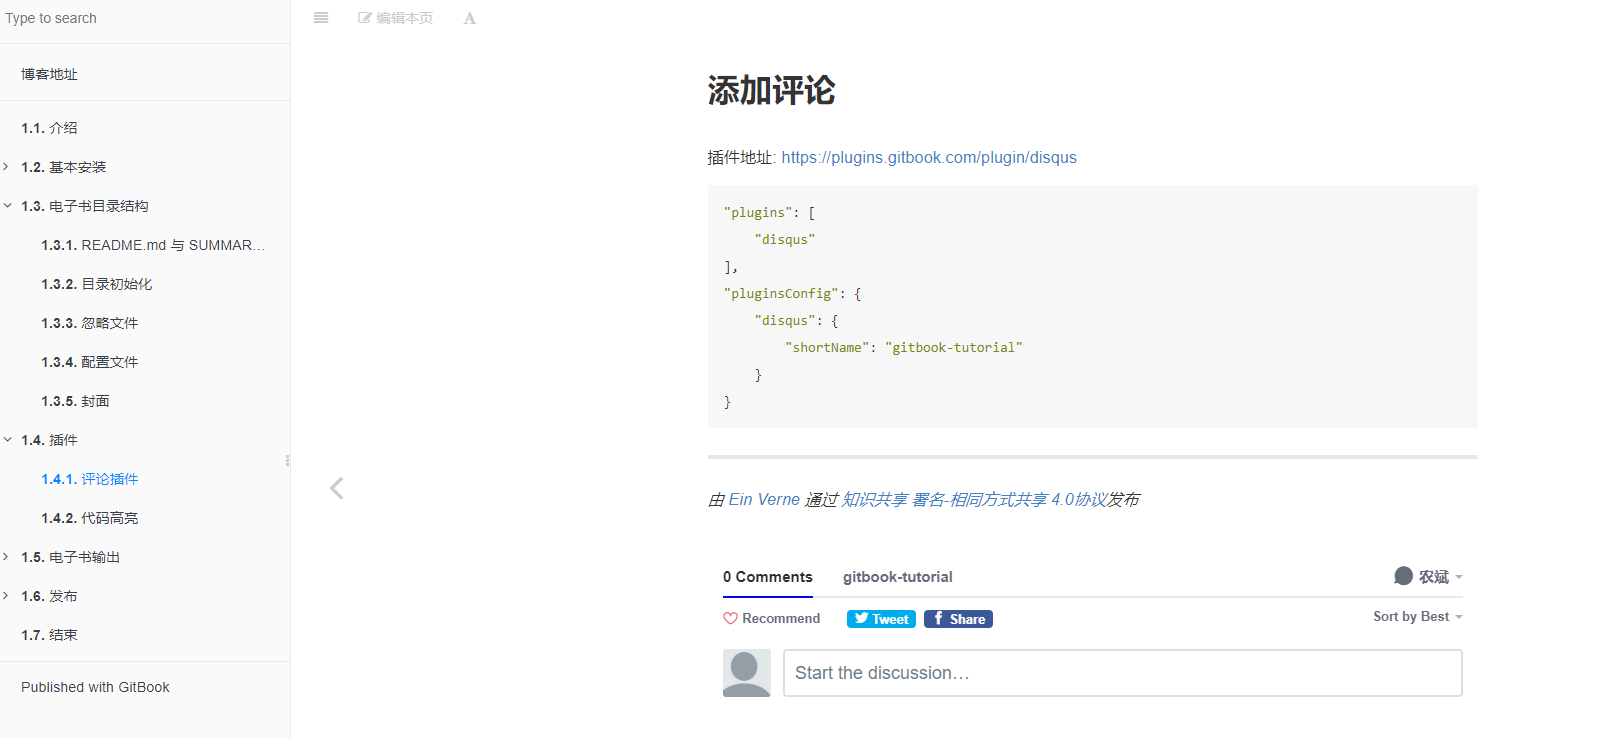 Type to search
博客地址
1.1. 介绍
1.2. 基本安装
1.3. 电子书目录结构
1.3.1. README.md 与 SUMMAR...
1.3.2. 目录初始化
1.3.3. 忽略文件
1.3.4. 配置文件
1.3.5. 封面
1.4. 插件
1.4.1. 评论插件
1.4.2. 代码高亮
1.5. 电子书输出
1.6. 发布
1.7. 结束
Published with GitBook
编辑本页 A
添加评论
插件地址: https://plugins.gitbook.com/plugin/disqus
"plugins": [
    "disqus"
],
"pluginsConfig": {
    "disqus": {
        "shortName": "gitbook-tutorial"
    }
}
由 Ein Verne 通过 知识共享 署名-相同方式共享 4.0协议发布
0 Comments gitbook-tutorial 农斌
Recommend Tweet f Share Sort by Best
Start the discussion…